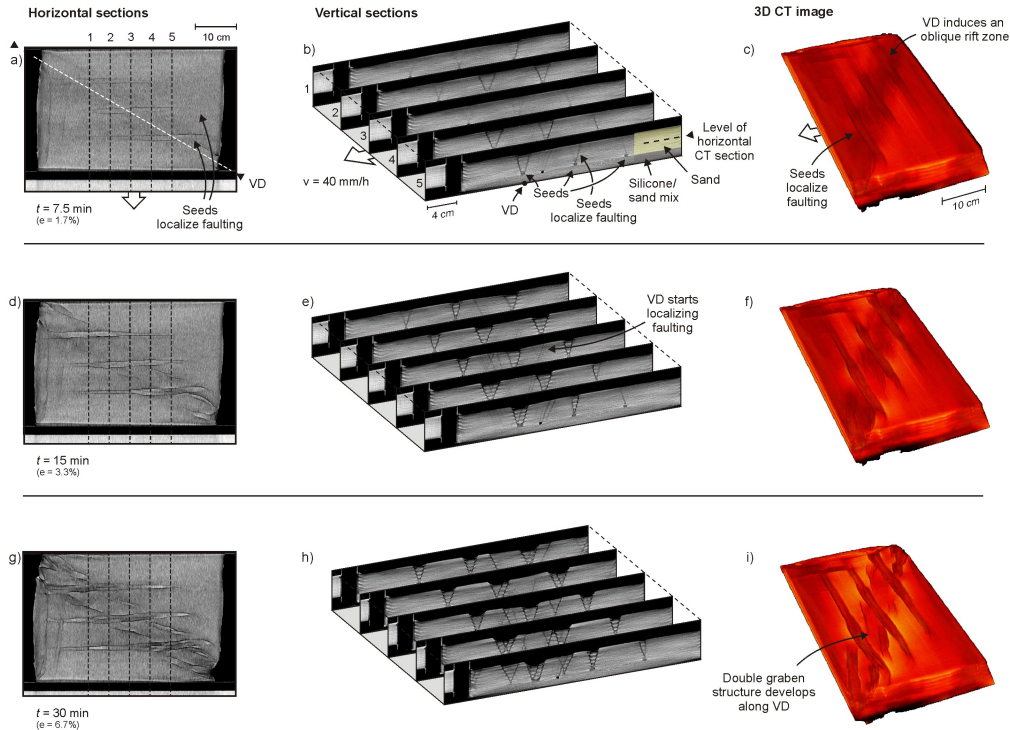 Horizontal sections
Vertical sections
3D CT image
10 cm
1 2 3 4 5
a)
VD
t = 7.5 min
(e = 1.7%)
Seeds
localize faulting
b)
1
2
3
4
5
v = 40 mm/h
4 cm
VD
Seeds
Seeds
localize faulting
Silicone/
sand mix
Sand
Level of
horizontal
CT section
c)
VD induces an
oblique rift zone
Seeds
localize
faulting
10 cm
d)
t = 15 min
(e = 3.3%)
e)
VD starts
localizing
faulting
f)
g)
t = 30 min
(e = 6.7%)
h)
i)
Double graben
structure develops
along VD